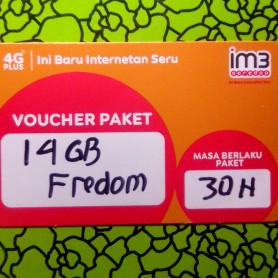 4G PLUS | Ini Baru Internetan Seru
im3
ooredoo
VOUCHER PAKET
14 GB
Fredom
MASA BERLAKU
PAKET
30 H